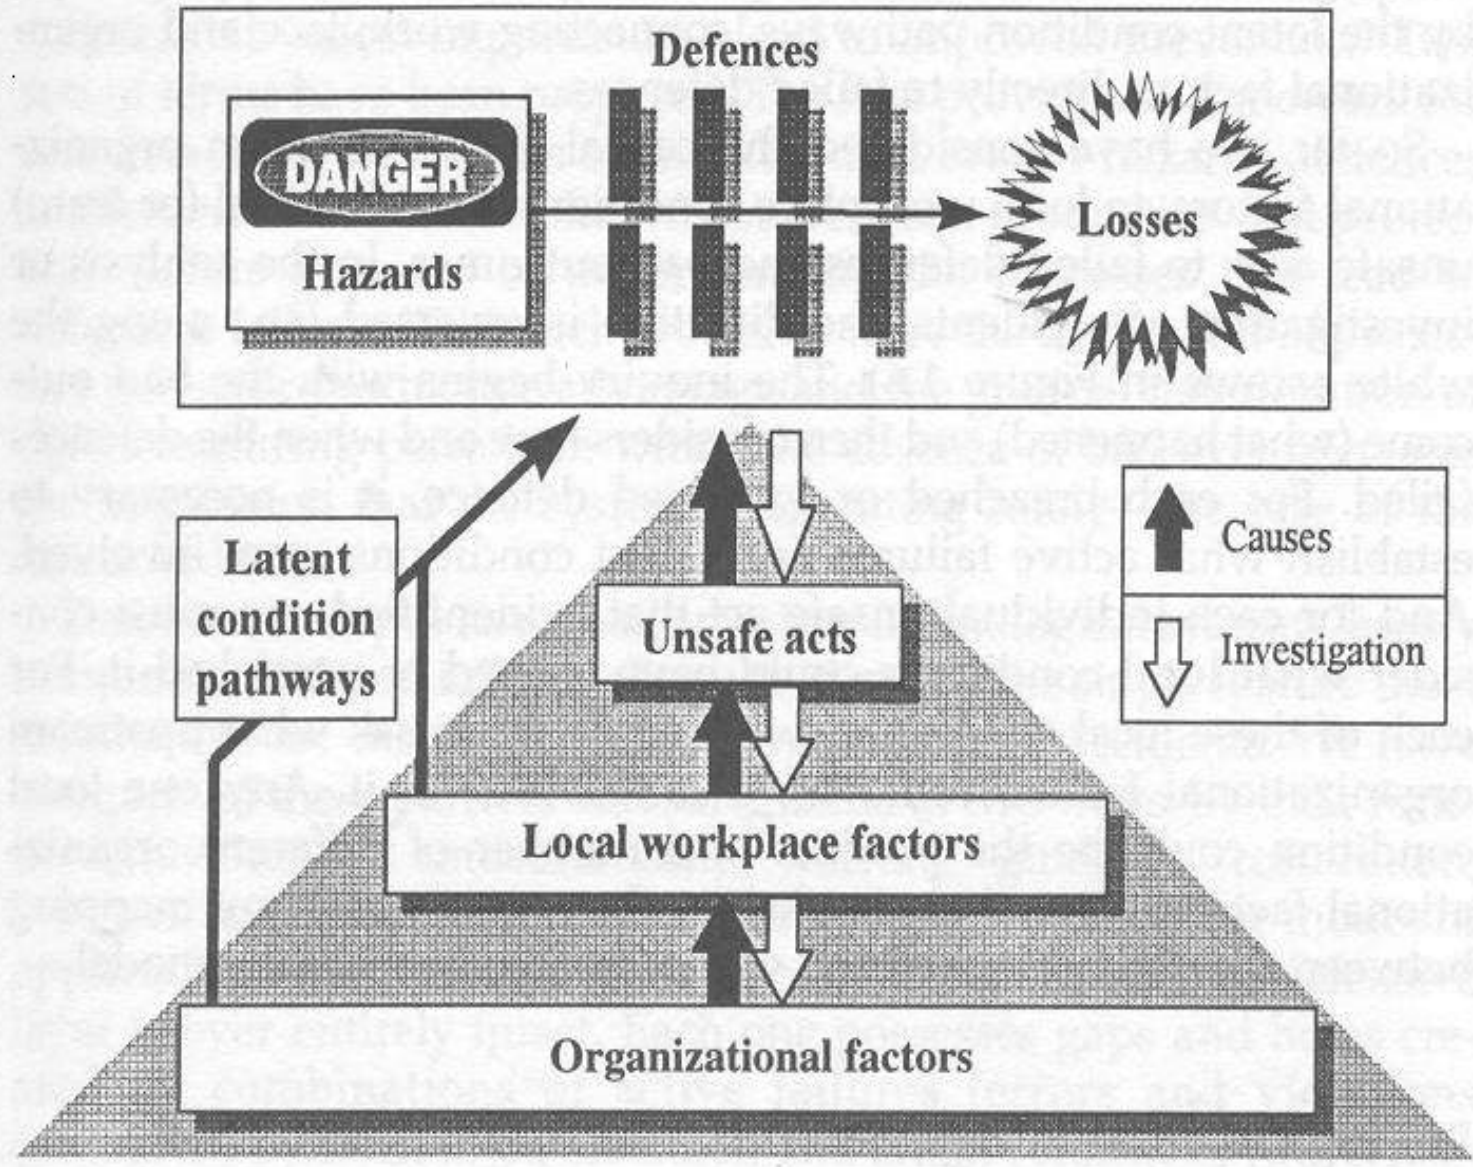 Defences
DANGER
Hazards
Losses
Latent
condition
pathways
Causes
Investigation
Unsafe acts
Local workplace factors
Organizational factors